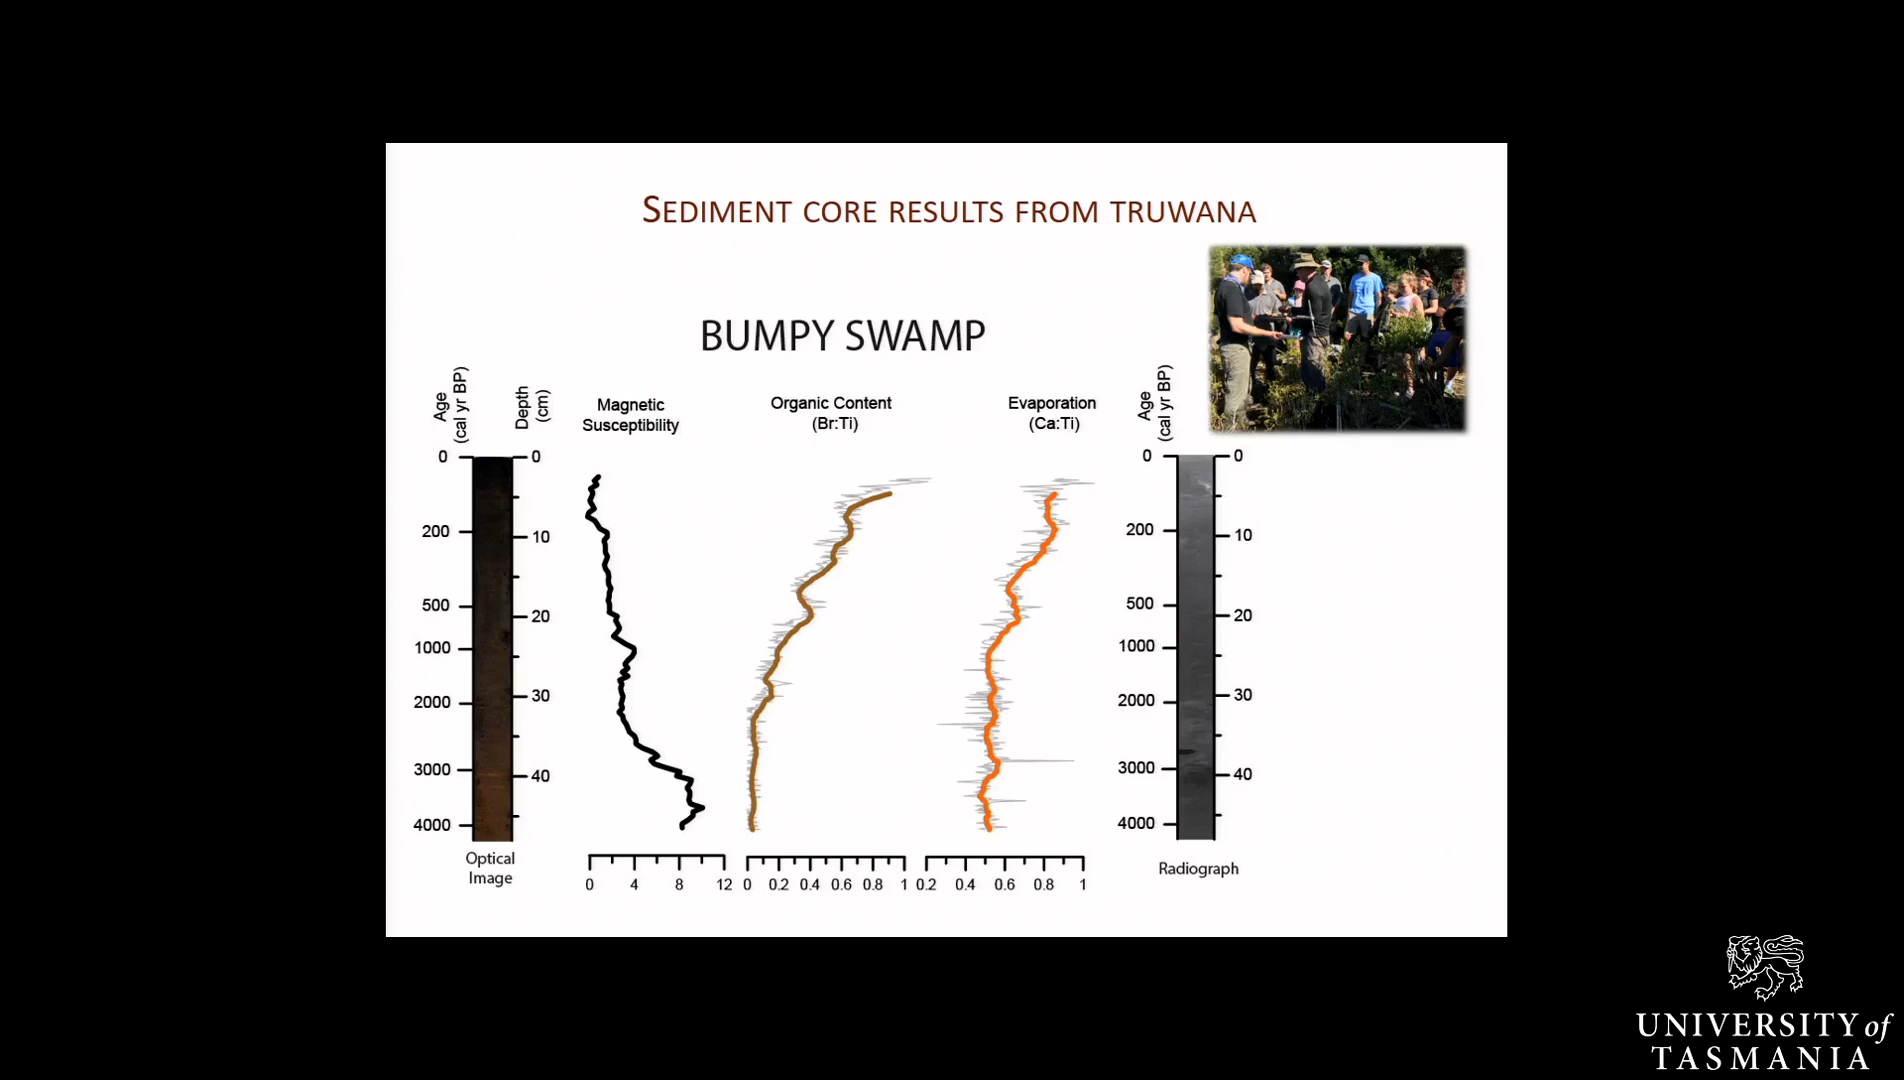 SEDIMENT CORE RESULTS FROM TRUWANA
BUMPY SWAMP
Age
(cal yr BP)
Depth
(cm)
Magnetic
Susceptibility
Organic Content
(Br:Ti)
Evaporation
(Ca:Ti)
Age
(cal yr BP)
0
200
500
1000
2000
3000
4000
0
10
20
30
40
0
200
500
1000
2000
3000
4000
0
10
20
30
40
Optical
Image
0 4 8 12
0 0.2 0.4 0.6 0.8 1
0.2 0.4 0.6 0.8 1
Radiograph
UNIVERSITY of
TASMANIA